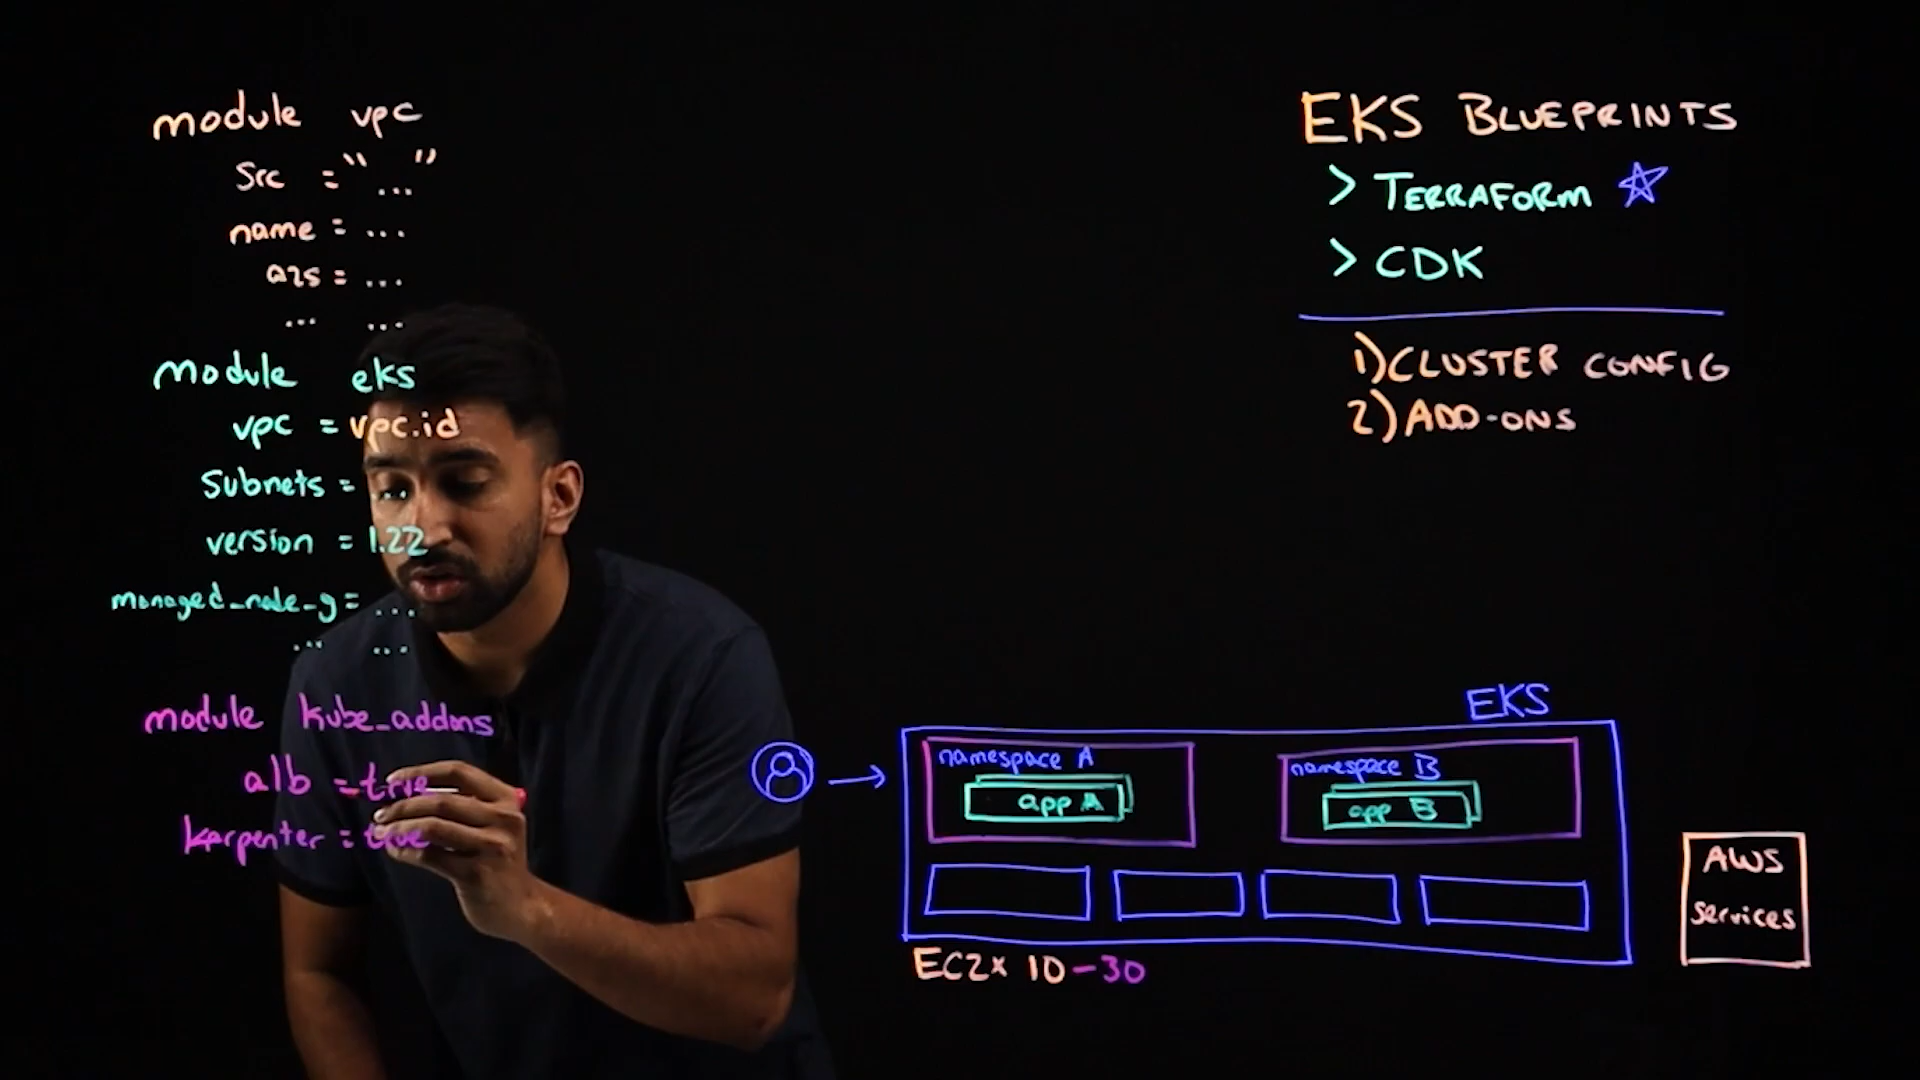 module vpc
src = "..."
name = ...
azs = ...
... ...
module eks
vpc = vpc.id
Subnets = ...
version = 1.22
managed_node_g = ...
... ...
module kube_addons
alb = true
karpenter = true
EKS BLUEPRINTS
> TERRAFORM
> CDK
1) CLUSTER CONFIG
2) ADD-ONS
EKS
namespace A
app A
namespace B
app B
EC2x 10-30
AWS
Services